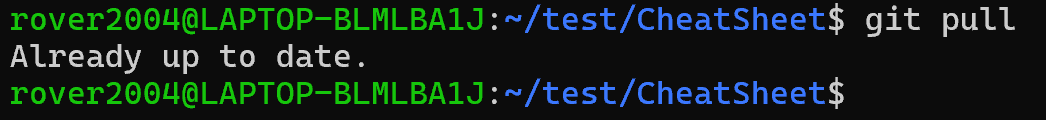 rover2004@LAPTOP-BLMLBA1J:~/test/CheatSheet$ git pull
Already up to date.
rover2004@LAPTOP-BLMLBA1J:~/test/CheatSheet$